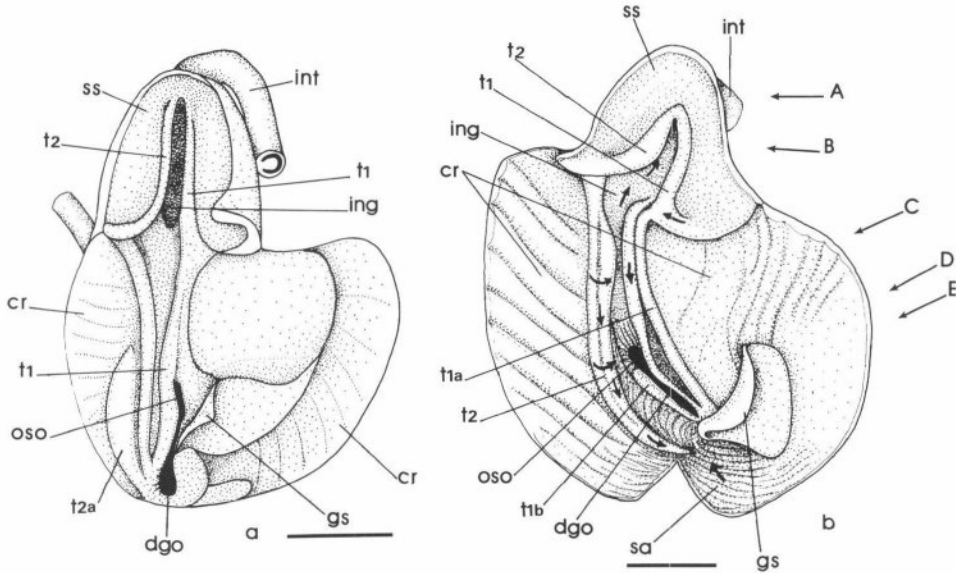 ss
int
t2
t1
ing
cr
t1
oso
t2a
dgo
a
gs
cr
ss
int
t2
t1
ing
cr
A
B
C
D
E
t1a
t2
oso
t1b
dgo
sa
gs
b